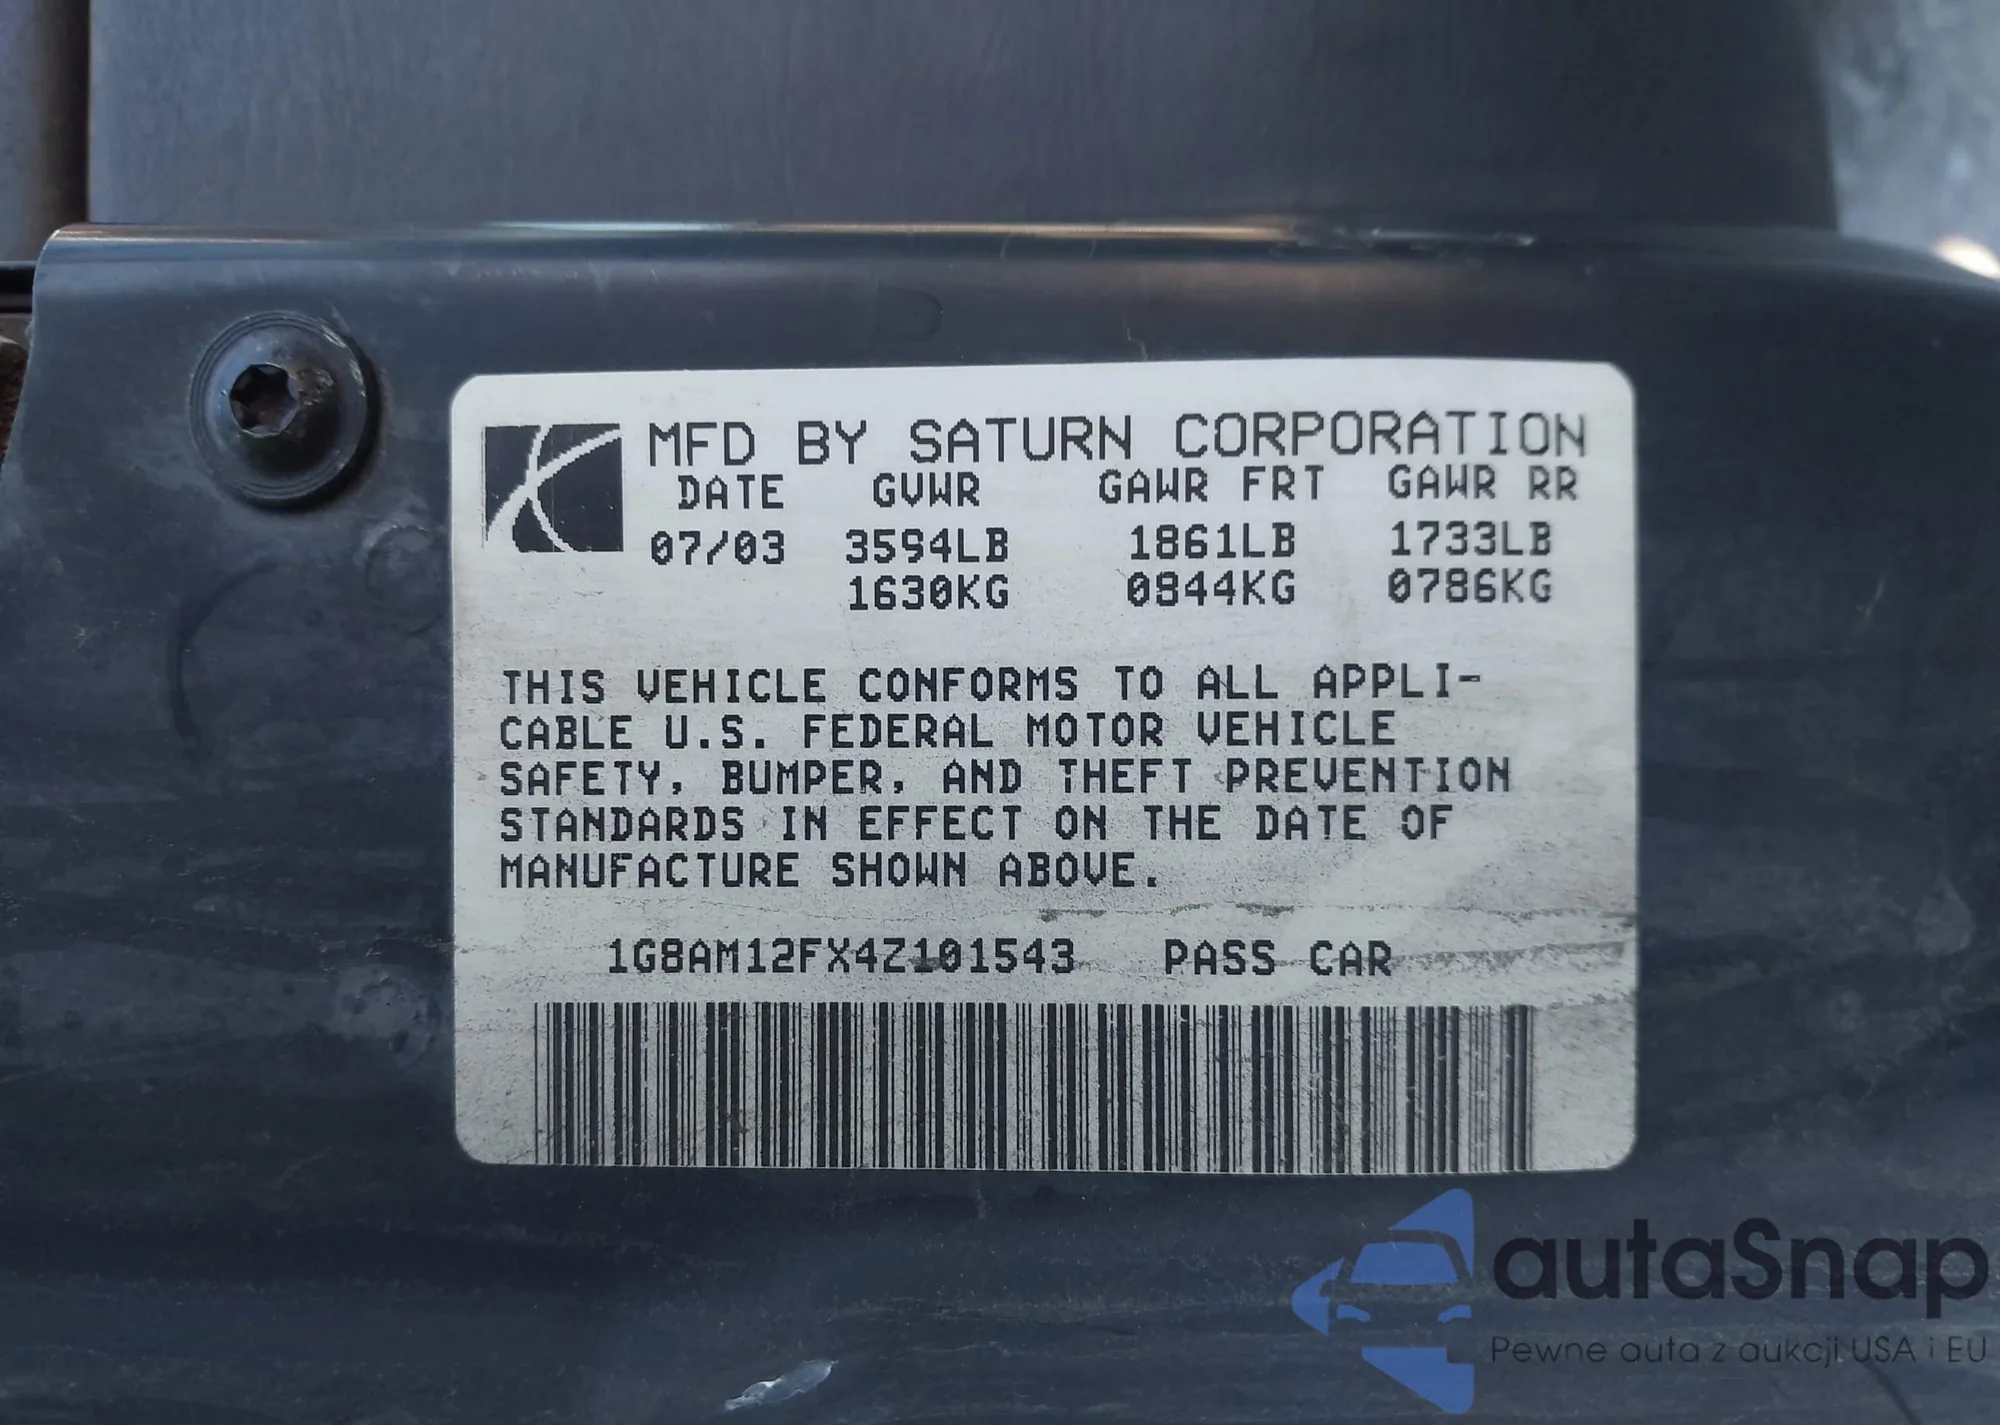 MFD BY SATURN CORPORATION
DATE GVWR GAWR FRT GAWR RR
07/03 3594LB 1861LB 1733LB
1630KG 0844KG 0786KG
THIS VEHICLE CONFORMS TO ALL APPLI-
CABLE U.S. FEDERAL MOTOR VEHICLE
SAFETY, BUMPER, AND THEFT PREVENTION
STANDARDS IN EFFECT ON THE DATE OF
MANUFACTURE SHOWN ABOVE.
1G8AM12FX4Z101543 PASS CAR
autaSnap
Pewne auta z aukcji USA i EU